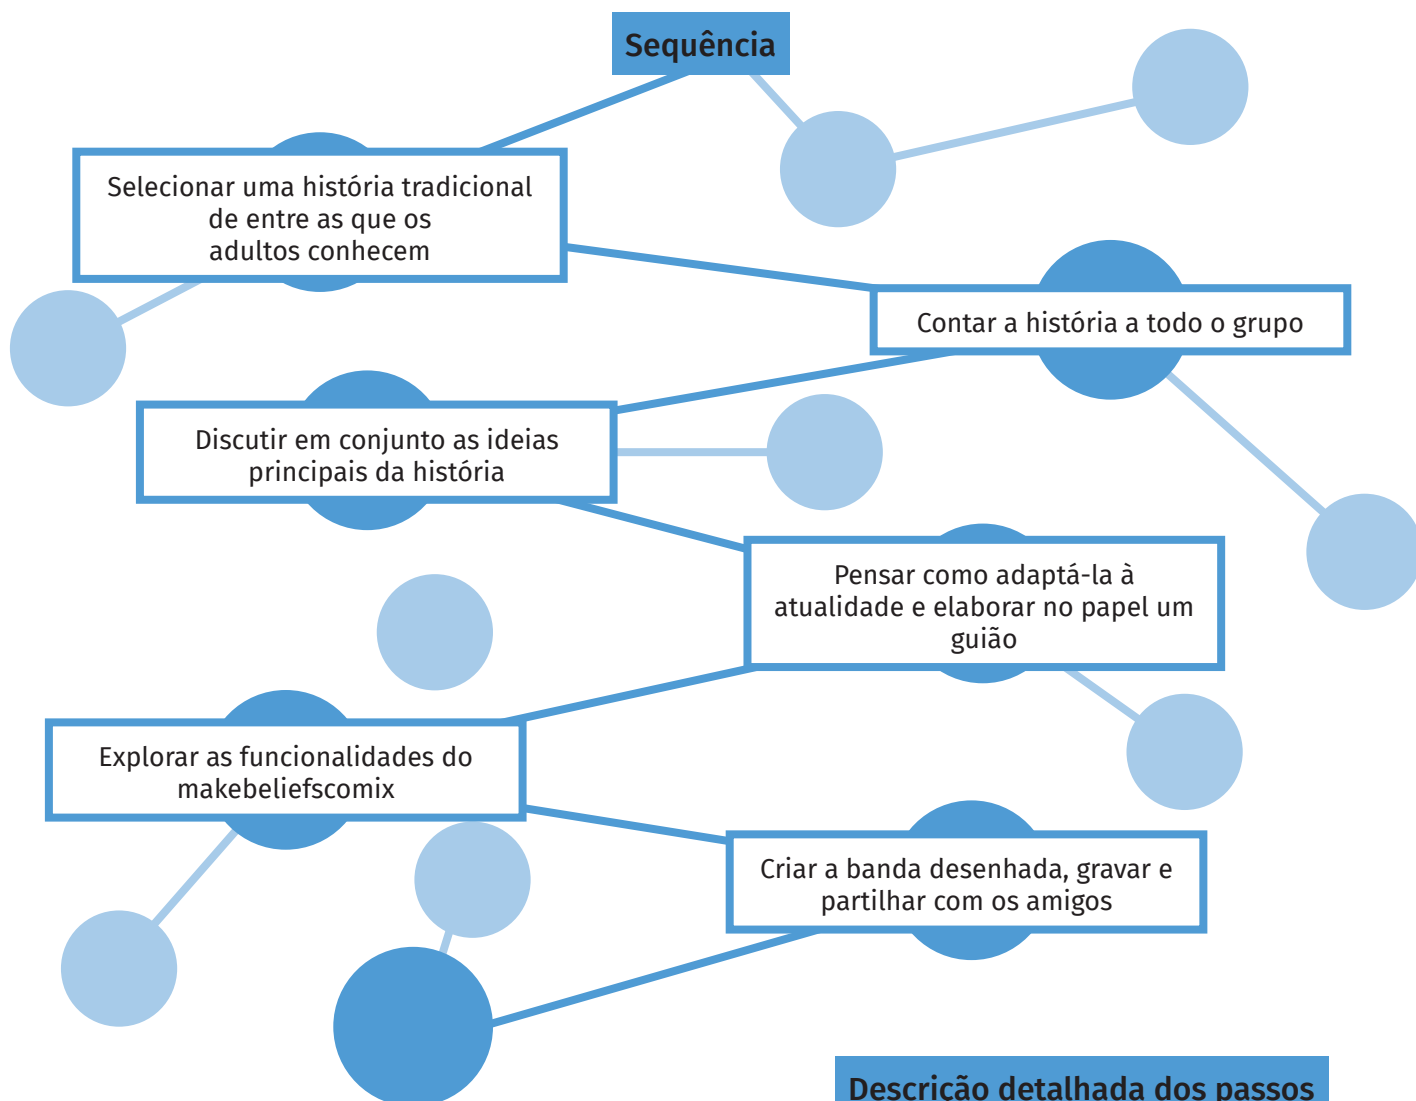 Sequência
Selecionar uma história tradicional
de entre as que os
adultos conhecem
Contar a história a todo o grupo
Discutir em conjunto as ideias
principais da história
Pensar como adaptá-la à
atualidade e elaborar no papel um
guião
Explorar as funcionalidades do
makebeliefscomix
Criar a banda desenhada, gravar e
partilhar com os amigos
Descrição detalhada dos passos